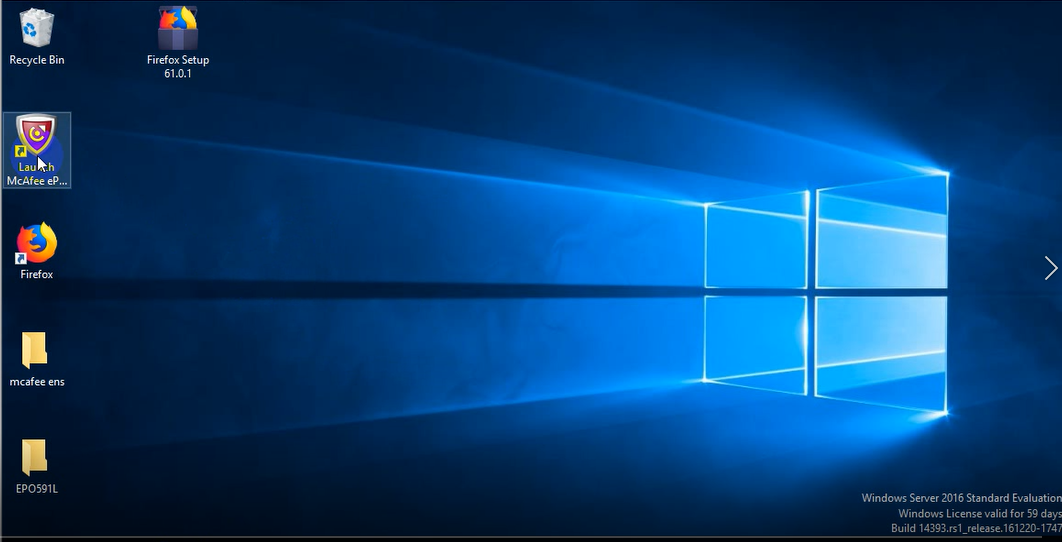 Recycle Bin
Firefox Setup
61.0.1
Launch
McAfee eP...
Firefox
mcafee ens
EPO591L
Windows Server 2016 Standard Evaluation
Windows License valid for 59 days
Build 14393.rs1_release.161220-1747